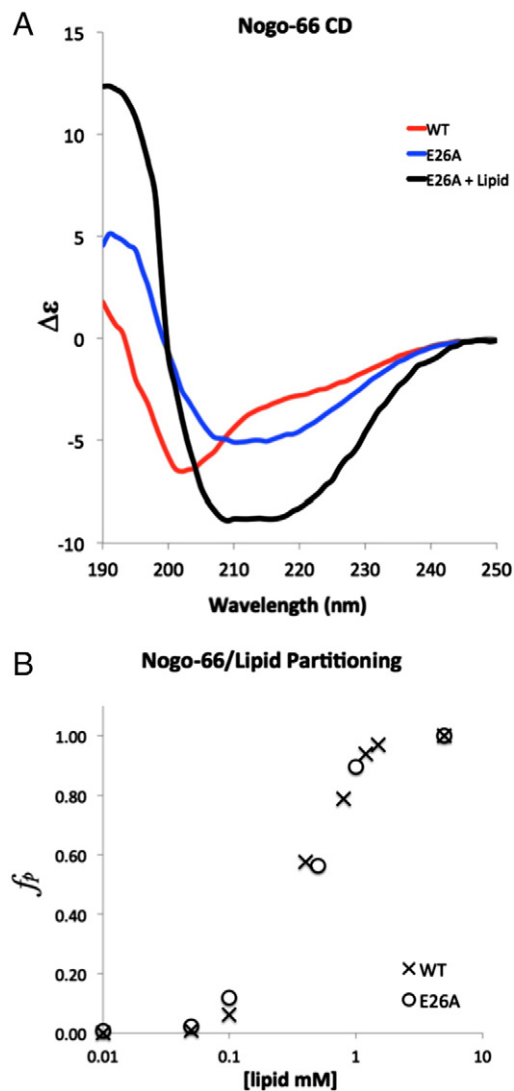 A
Nogo-66 CD
15
10
5
0
-5
-10
Δε
WT
E26A
E26A + Lipid
190 200 210 220 230 240 250
Wavelength (nm)
B
Nogo-66/Lipid Partitioning
1.00
0.80
0.60
0.40
0.20
0.00
fp
WT
E26A
0.01 0.1 1 10
[lipid mM]